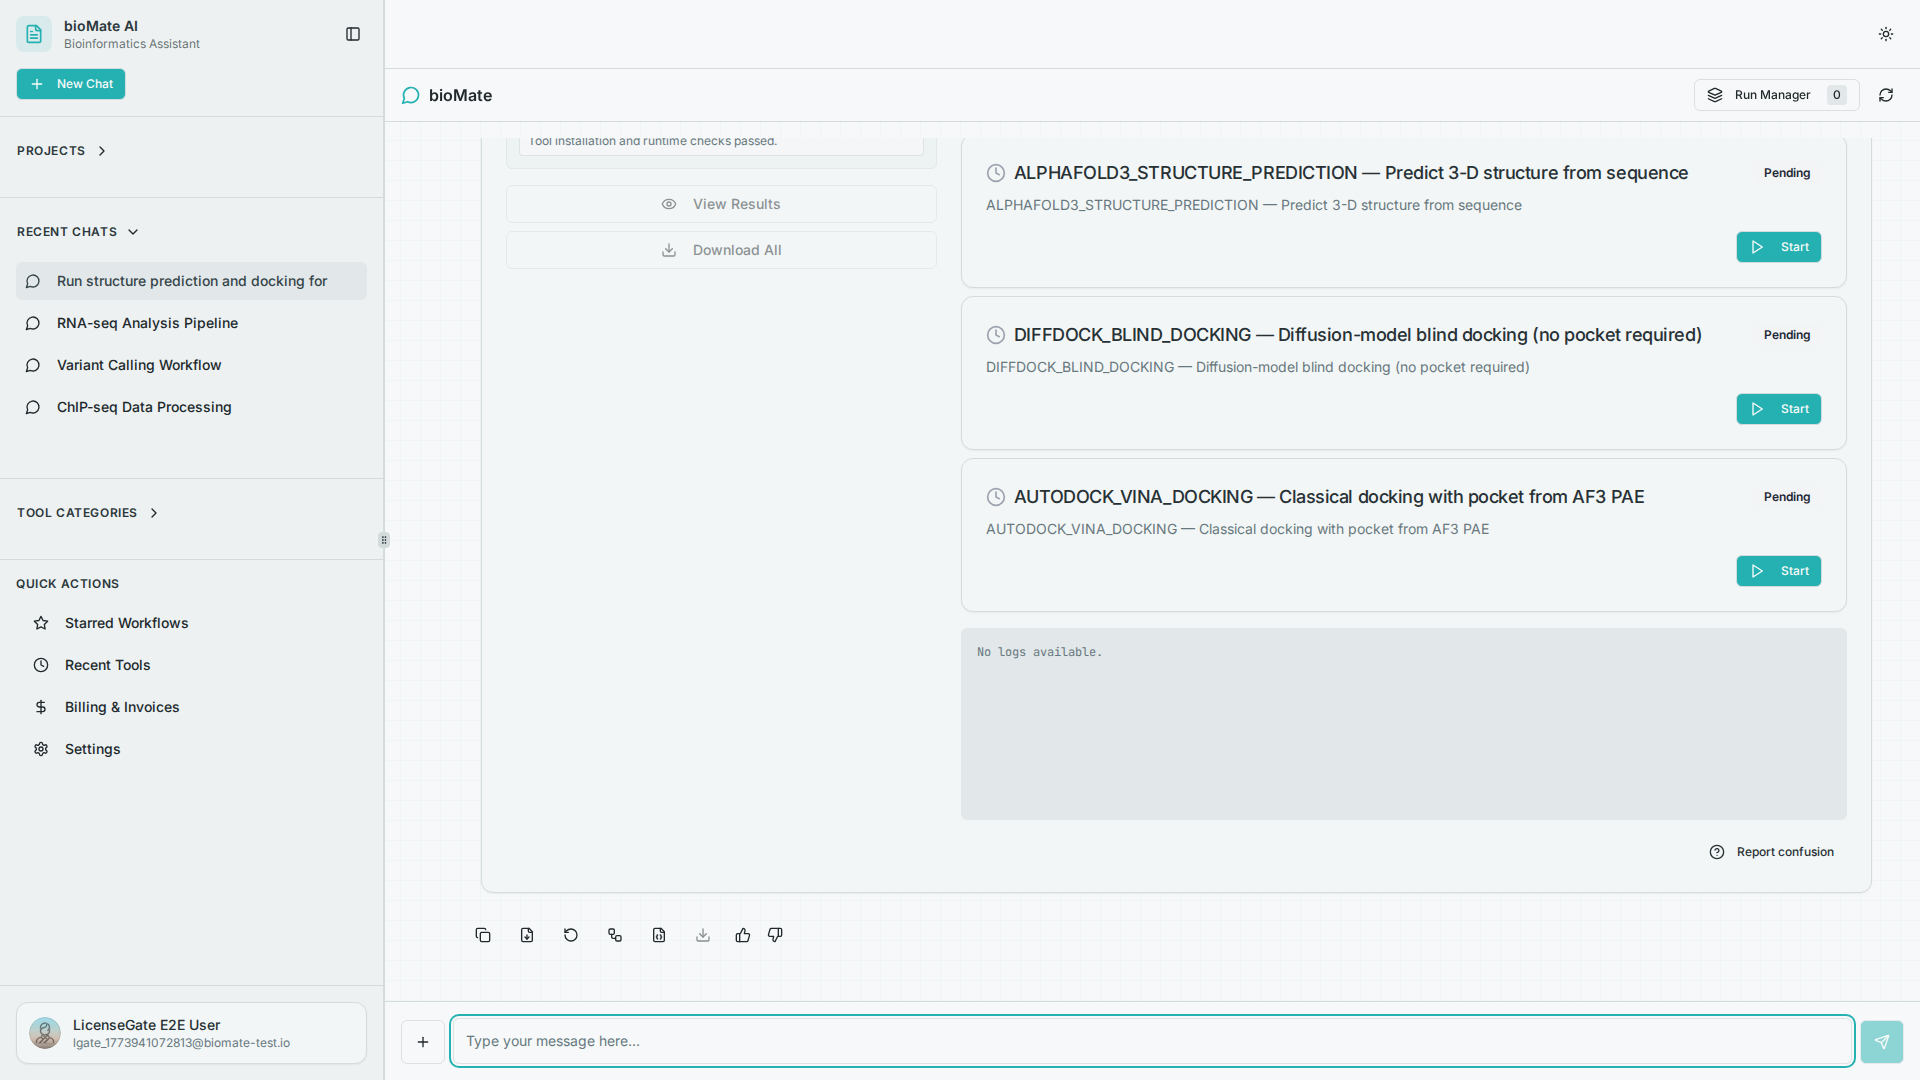 bioMate AI
Bioinformatics Assistant
New Chat
PROJECTS
RECENT CHATS
Run structure prediction and docking for
RNA-seq Analysis Pipeline
Variant Calling Workflow
ChIP-seq Data Processing
TOOL CATEGORIES
QUICK ACTIONS
Starred Workflows
Recent Tools
Billing & Invoices
Settings
LicenseGate E2E User
lgate_1773941072813@biomate-test.io
bioMate
Run Manager 0
Tool installation and runtime checks passed.
View Results
Download All
ALPHAFOLD3_STRUCTURE_PREDICTION — Predict 3-D structure from sequence Pending
ALPHAFOLD3_STRUCTURE_PREDICTION — Predict 3-D structure from sequence
Start
DIFFDOCK_BLIND_DOCKING — Diffusion-model blind docking (no pocket required) Pending
DIFFDOCK_BLIND_DOCKING — Diffusion-model blind docking (no pocket required)
Start
AUTODOCK_VINA_DOCKING — Classical docking with pocket from AF3 PAE Pending
AUTODOCK_VINA_DOCKING — Classical docking with pocket from AF3 PAE
Start
No logs available.
Report confusion
Type your message here...